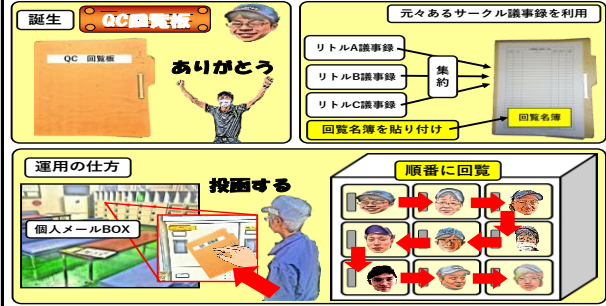 誕生
QC回覧板
QC 回覧板
ありがとう
元々あるサークル議事録を利用
リトルA議事録
リトルB議事録
リトルC議事録
集約
回覧名簿を貼り付け
回覧名簿
運用の仕方
投函する
個人メールBOX
順番に回覧